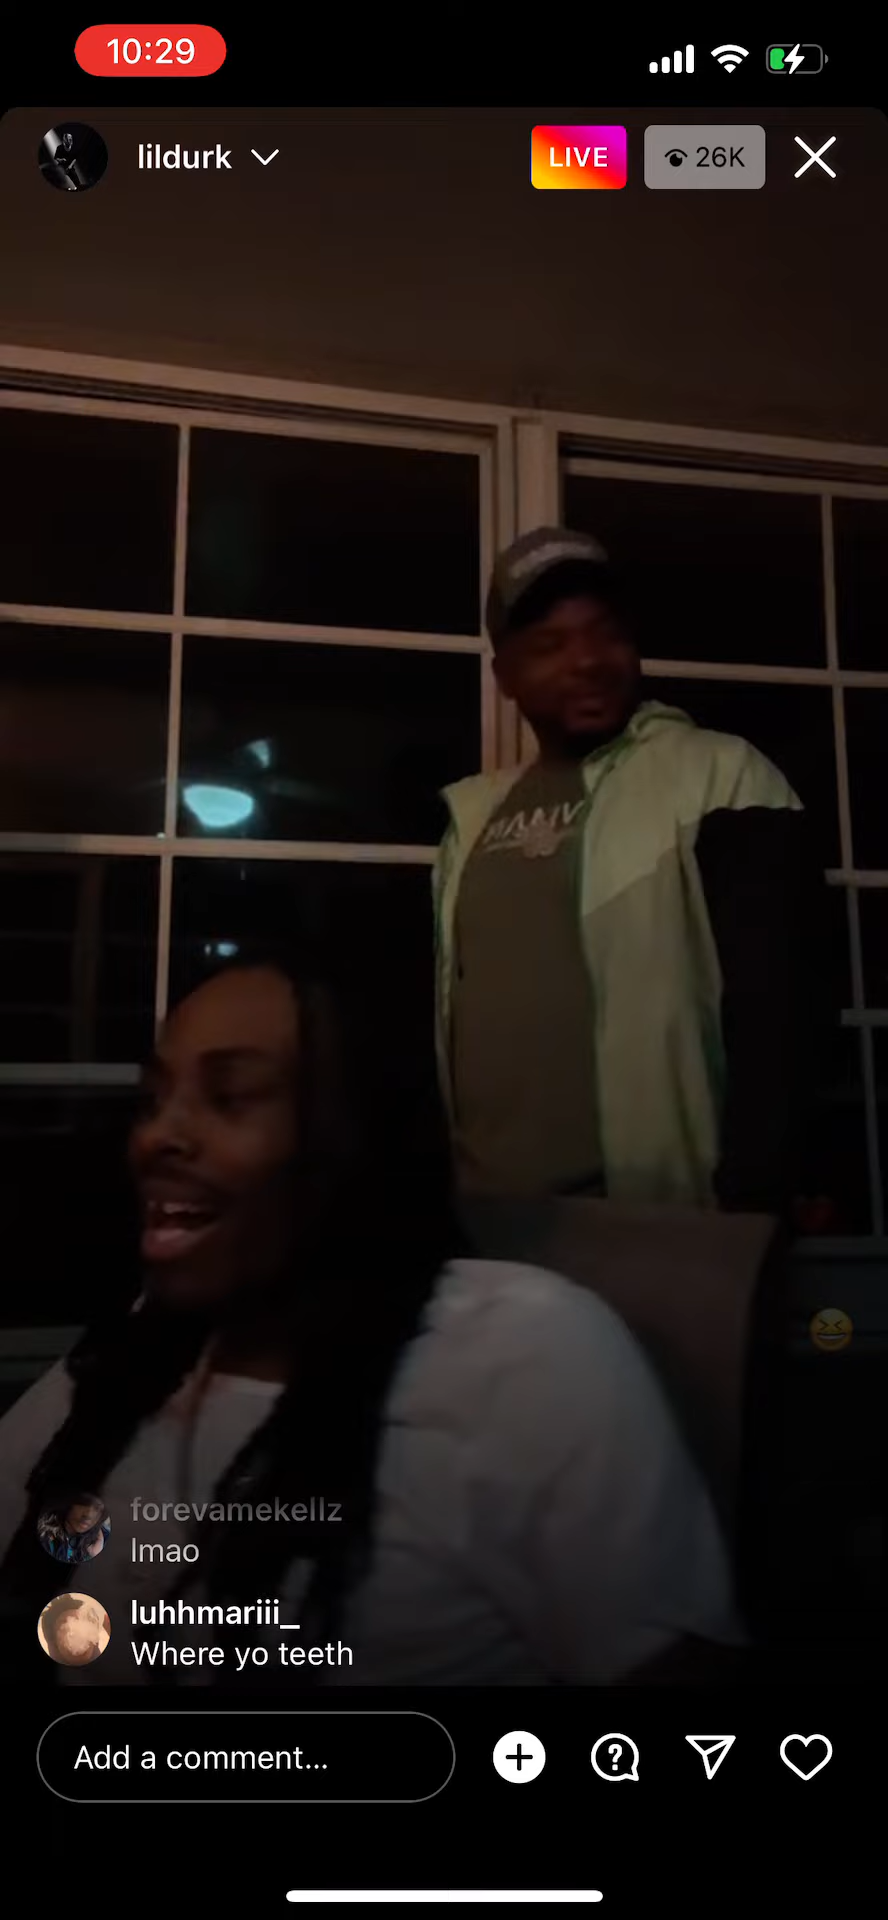 10:29
lildurk
LIVE
26K
forevamekellz
lmao
luhhmariii_
Where yo teeth
Add a comment...